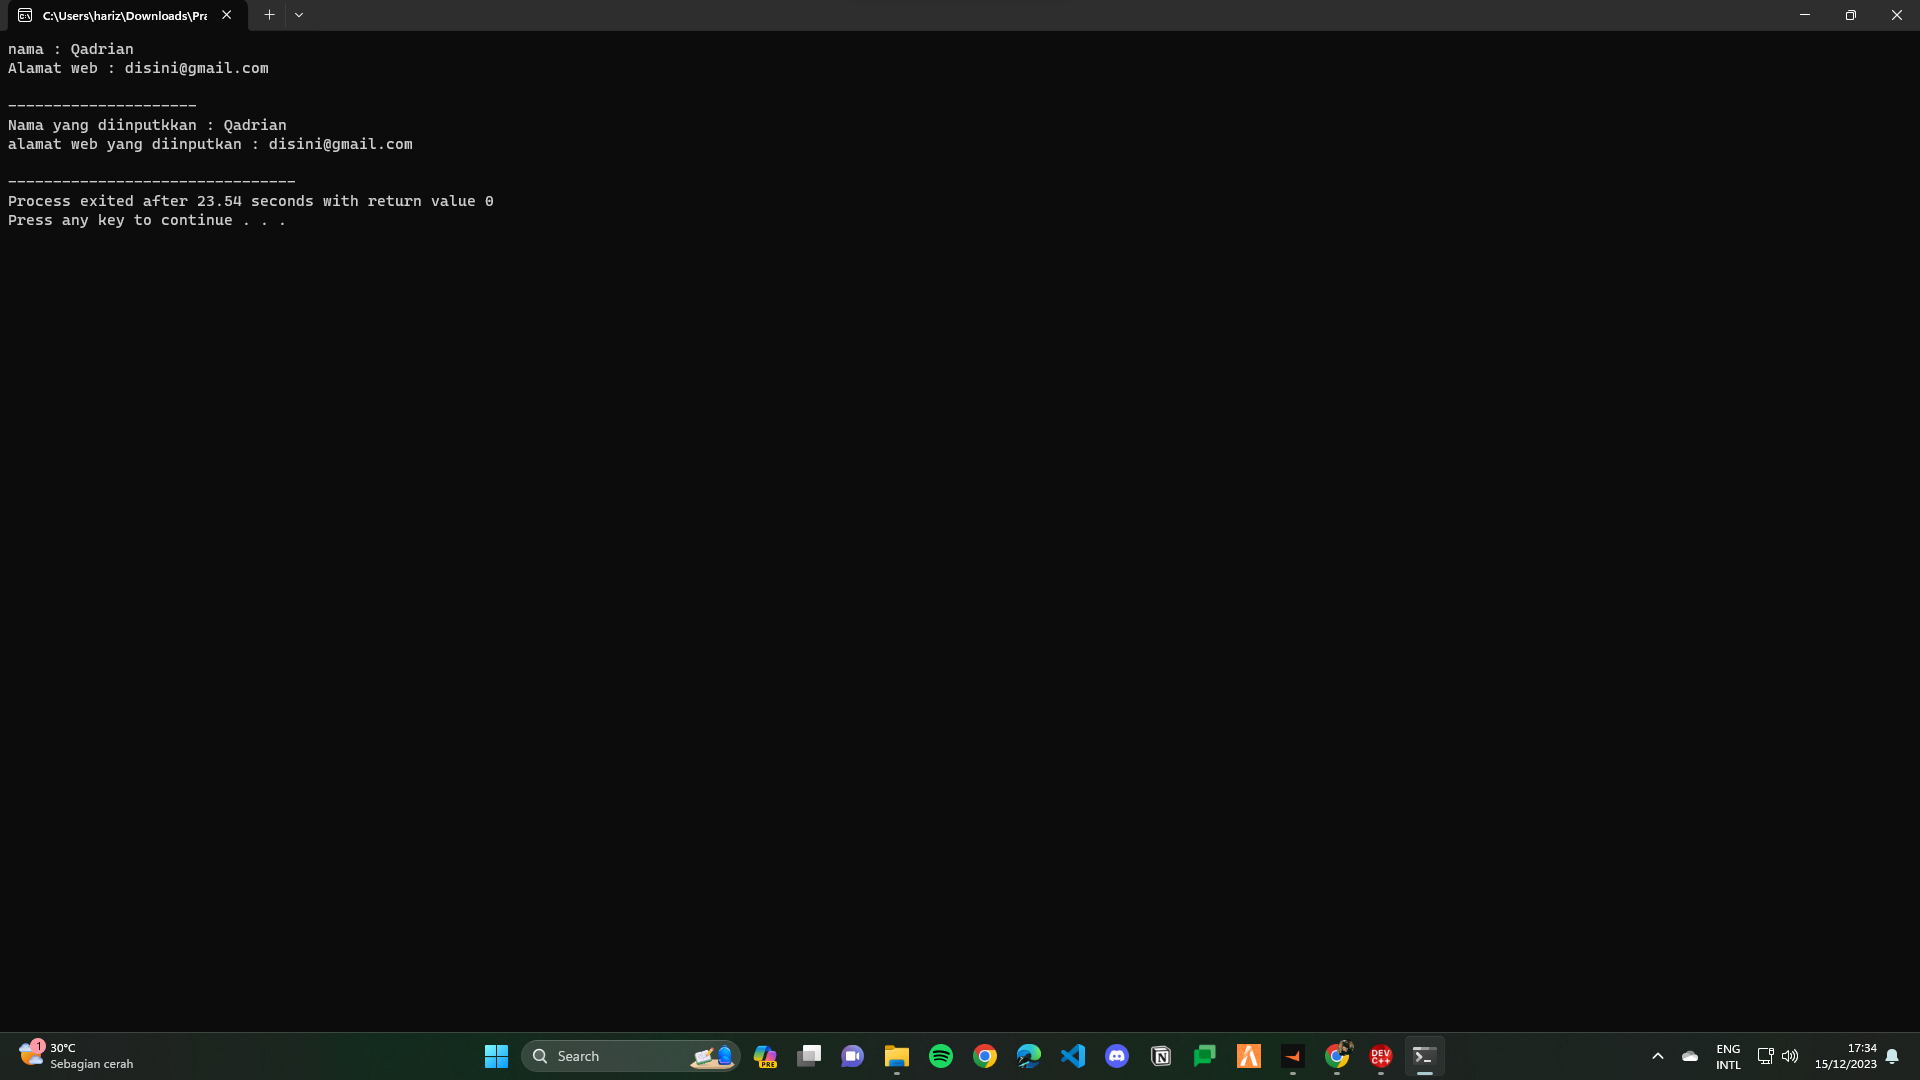 C:\Users\hariz\Downloads\Pra
nama : Qadrian
Alamat web : disini@gmail.com
---------------------
Nama yang diinputkkan : Qadrian
alamat web yang diinputkan : disini@gmail.com
--------------------------------
Process exited after 23.54 seconds with return value 0
Press any key to continue . . .
1
30°C
Sebagian cerah
Search
PRE
DEV
C++
ENG
INTL
17:34
15/12/2023